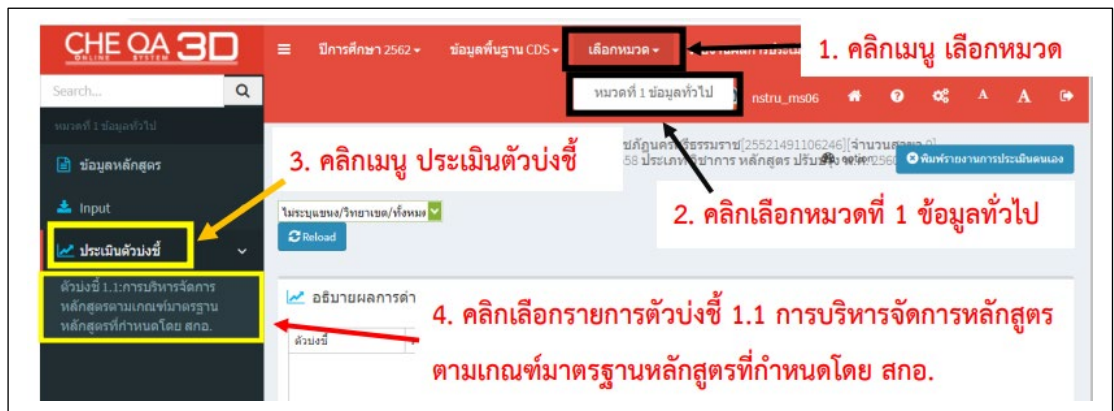 CHE QA 3D
ONLINE SYSTEM
ปีการศึกษา 2562
ข้อมูลพื้นฐาน CDS
เลือกหมวด
1. คลิกเมนู เลือกหมวด
Search...
หมวดที่ 1 ข้อมูลทั่วไป
nstru_ms06
A
A
หมวดที่ 1 ข้อมูลทั่วไป
ข้อมูลหลักสูตร
3. คลิกเมนู ประเมินตัวบ่งชี้
[25521491106246]
พิมพ์รายงานการประเมินตนเอง
Input
ไม่ระบุแขนง/วิทยาเขต/ทั้งหมด
2. คลิกเลือกหมวดที่ 1 ข้อมูลทั่วไป
Reload
ประเมินตัวบ่งชี้
ตัวบ่งชี้ 1.1:การบริหารจัดการ
หลักสูตรตามเกณฑ์มาตรฐาน
หลักสูตรที่กำหนดโดย สกอ.
อธิบายผลการดำ
ตัวบ่งชี้
4. คลิกเลือกรายการตัวบ่งชี้ 1.1 การบริหารจัดการหลักสูตร
ตามเกณฑ์มาตรฐานหลักสูตรที่กำหนดโดย สกอ.